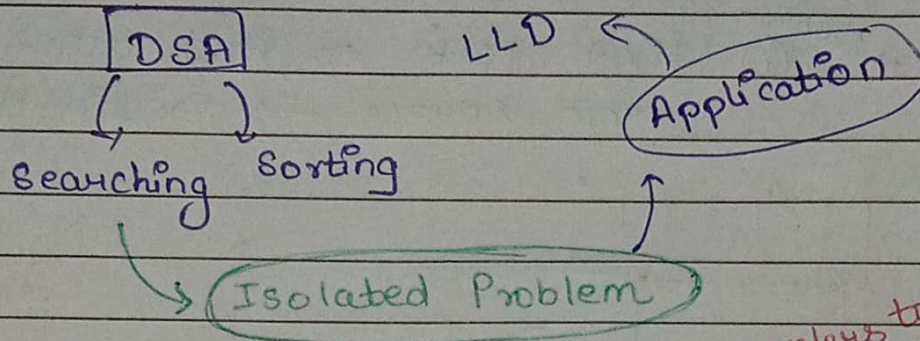 DSA
LLD
Application
Searching
Sorting
Isolated Problem